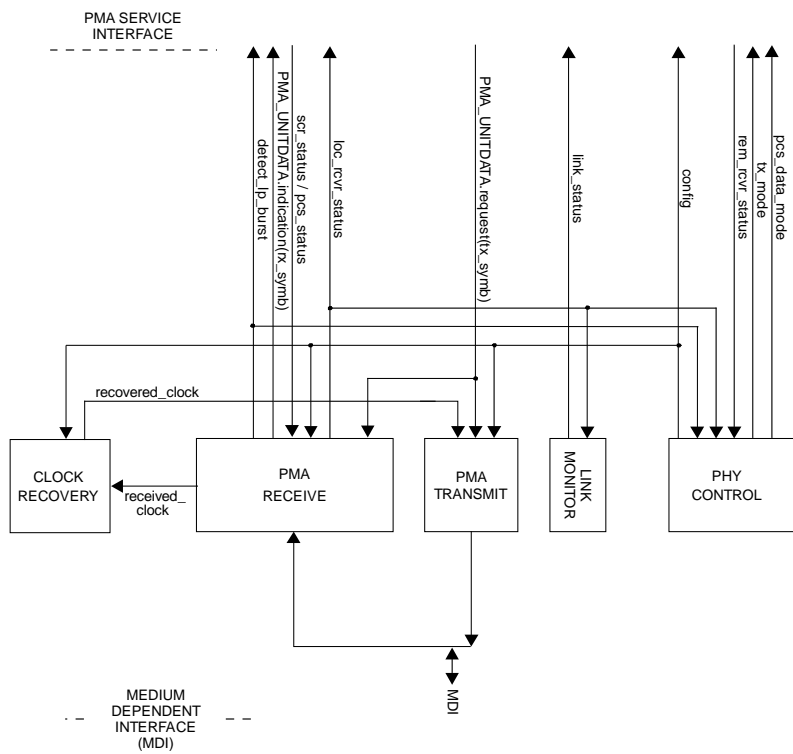 PMA SERVICE
INTERFACE
detect_lp_burst
PMA_UNITDATA.indication(rx_symb)
scr_status / pcs_status
loc_rcvr_status
PMA_UNITDATA.request(tx_symb)
link_status
config
rem_rcvr_status
tx_mode
pcs_data_mode
recovered_clock
CLOCK
RECOVERY
received_
clock
PMA
RECEIVE
PMA
TRANSMIT
LINK
MONITOR
PHY
CONTROL
MDI
MEDIUM
DEPENDENT
INTERFACE
(MDI)